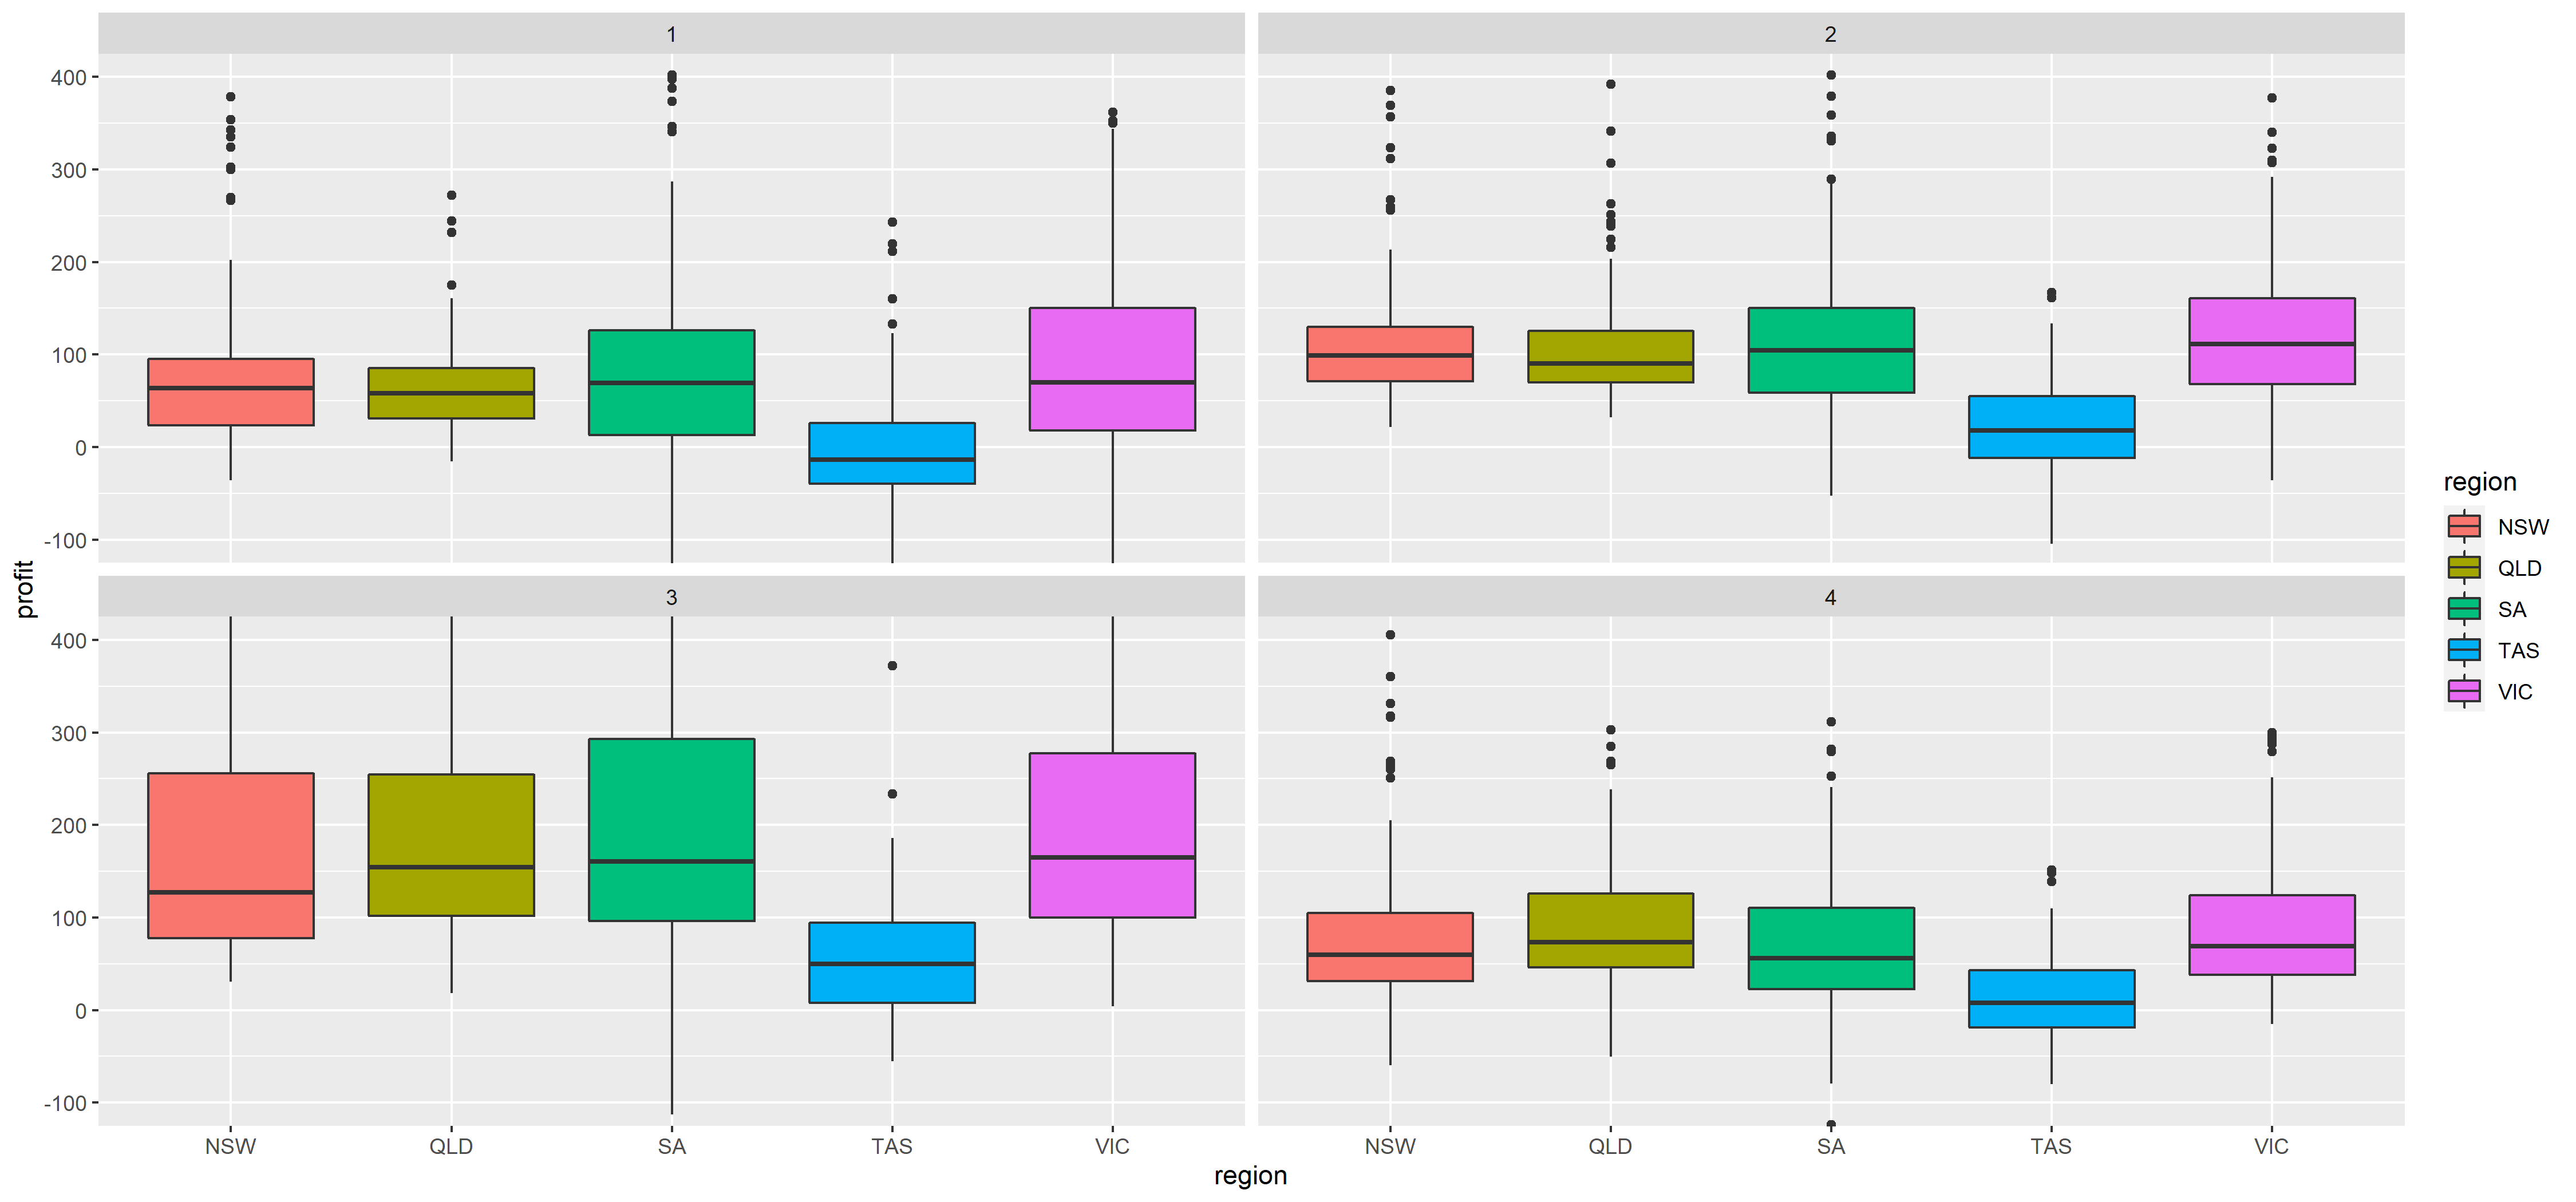 1
2
400
300
200
100
0
-100
3
4
400
300
200
100
0
-100
NSW QLD SA TAS VIC NSW QLD SA TAS VIC
region
profit
region
NSW
QLD
SA
TAS
VIC